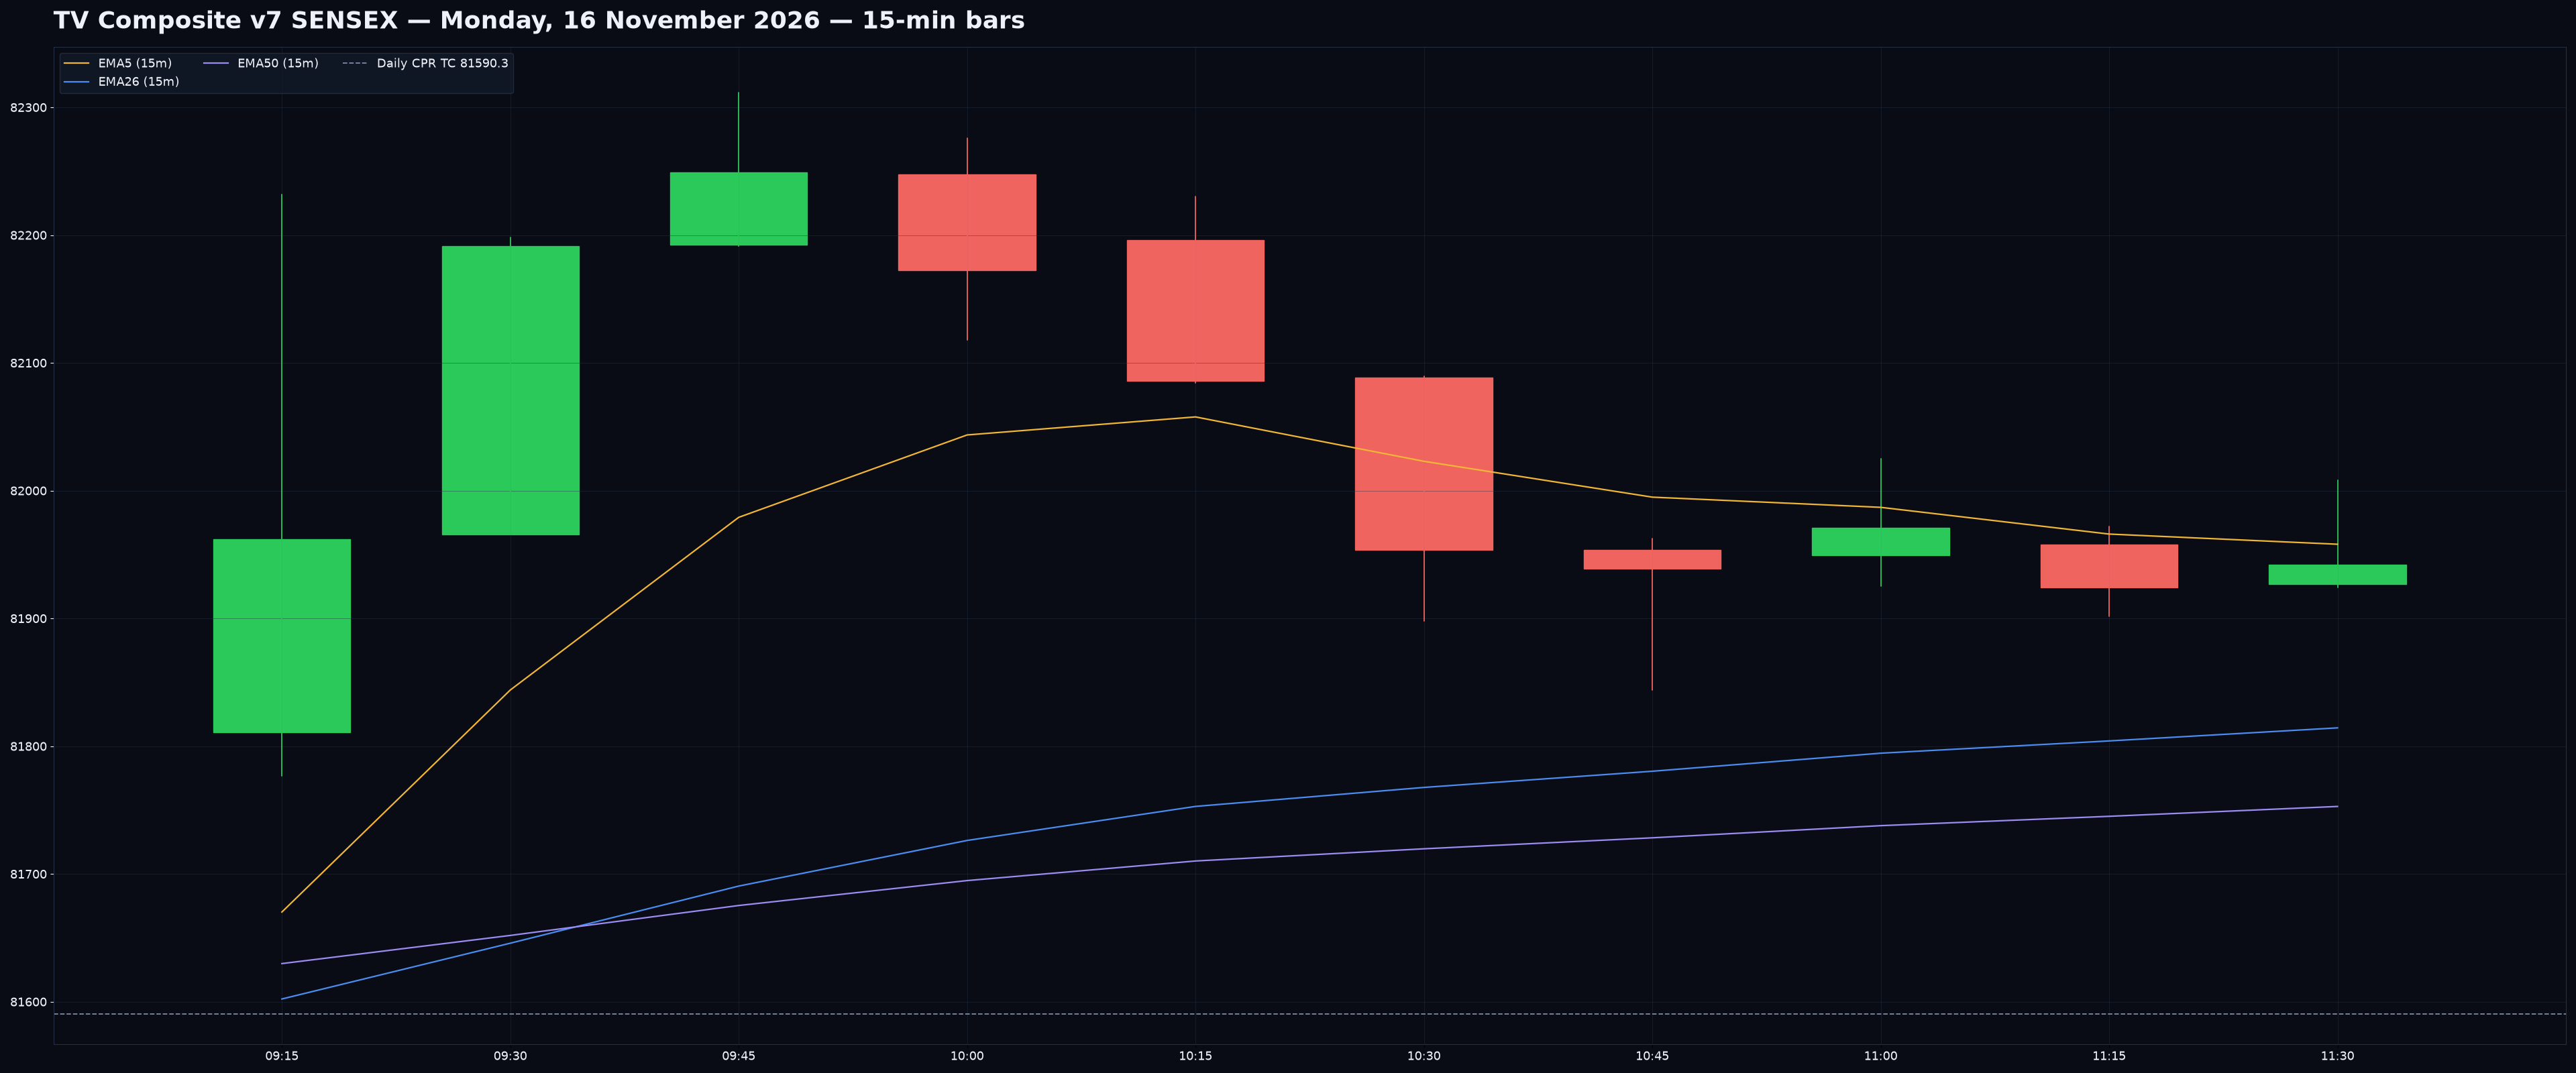 TV Composite v7 SENSEX — Monday, 16 November 2026 — 15-min bars
EMA5 (15m) EMA50 (15m) Daily CPR TC 81590.3
EMA26 (15m)
82300
82200
82100
82000
81900
81800
81700
81600
09:15 09:30 09:45 10:00 10:15 10:30 10:45 11:00 11:15 11:30